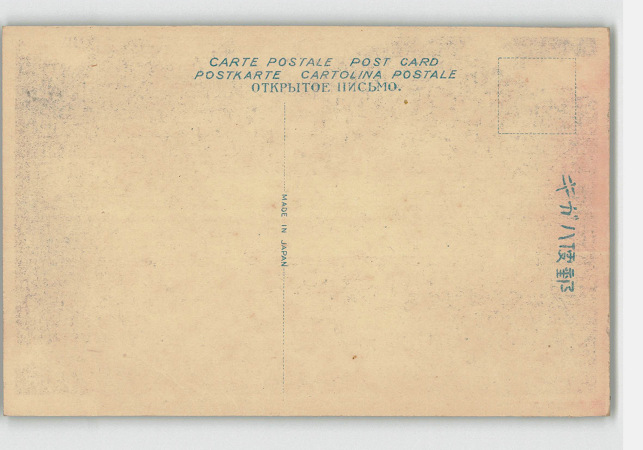 CARTE POSTALE POST CARD
POSTKARTE CARTOLINA POSTALE
ОТКРЫТОЕ ПИСЬМО.
MADE IN JAPAN
郵便ハガキ